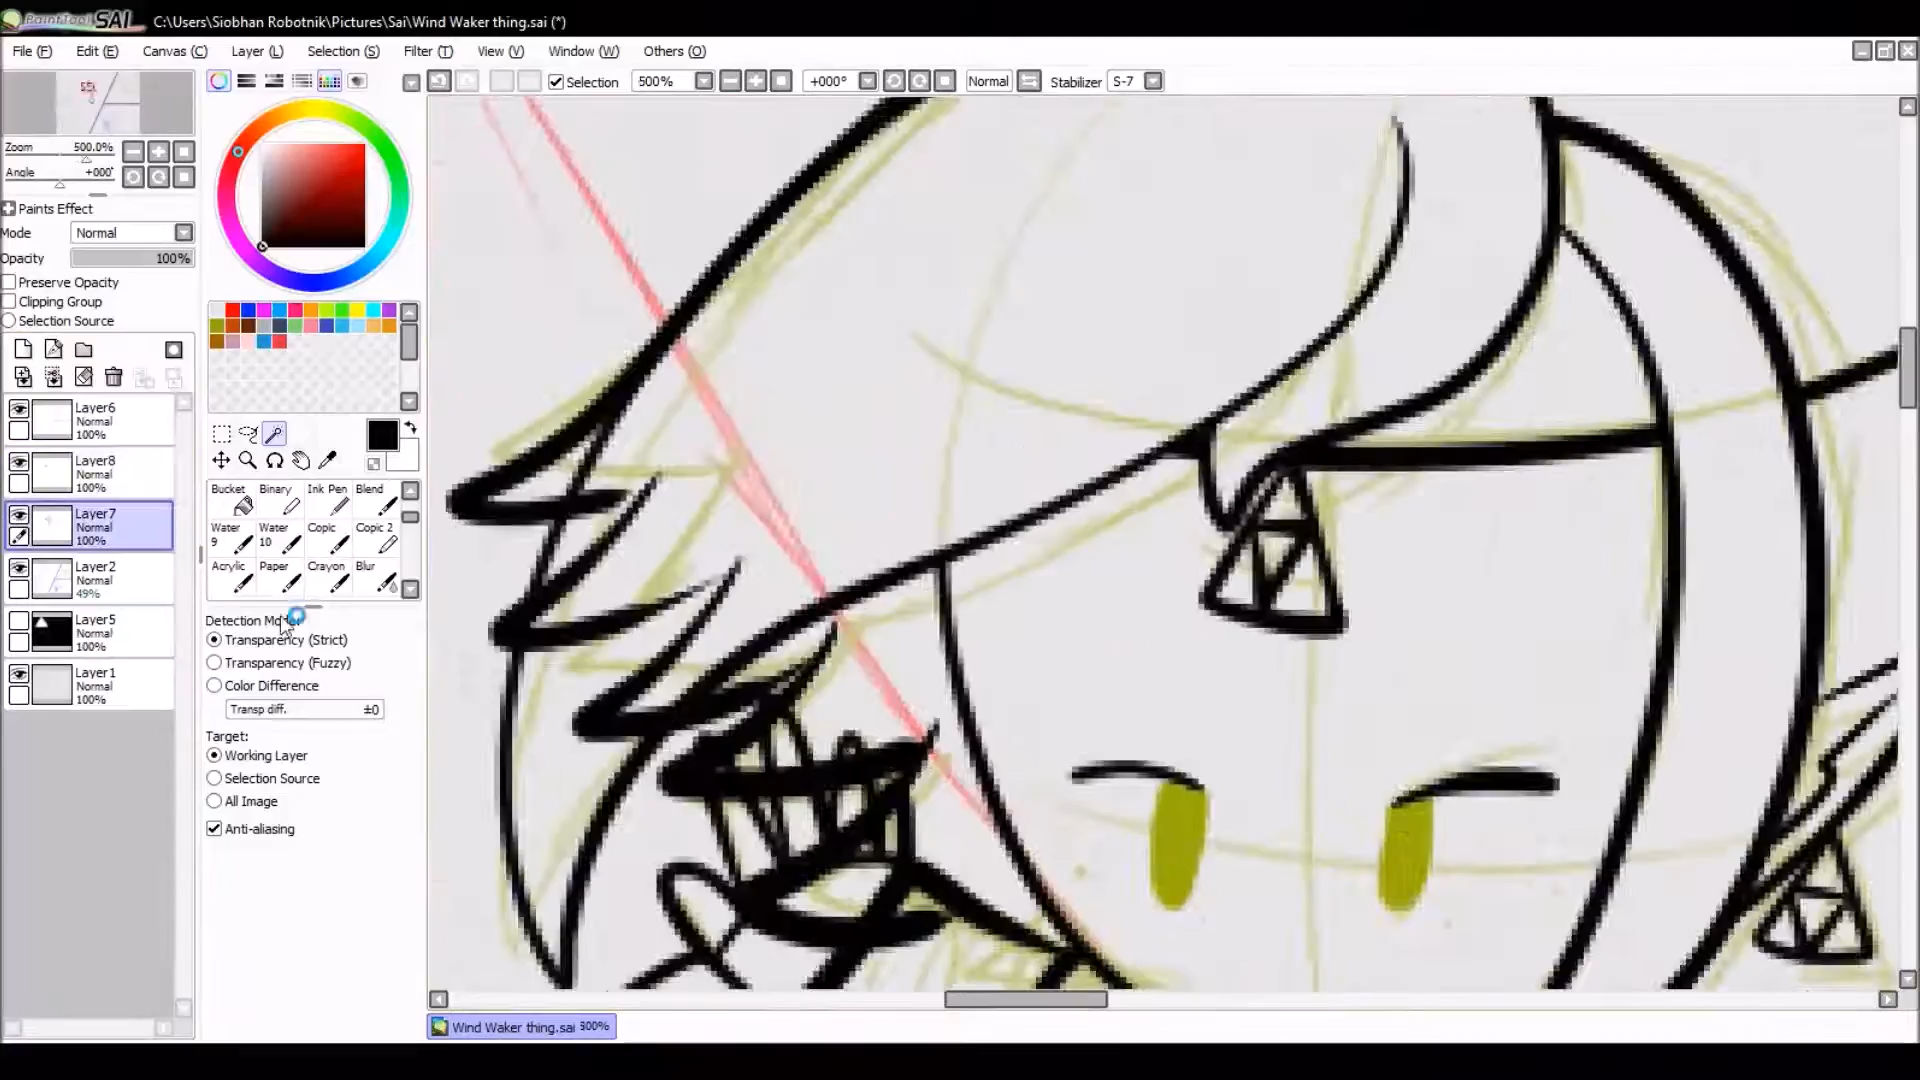 PaintTool SAI C:\Users\Siobhan Robotnik\Pictures\Sai\Wind Waker thing.sai (*)
File (F) Edit (E) Canvas (C) Layer (L) Selection (S) Filter (T) View (V) Window (W) Others (O)
Selection 500% +000° Normal Stabilizer S-7
Zoom 500.0%
Angle +000°
Paints Effect
Mode Normal
Opacity 100%
Preserve Opacity
Clipping Group
Selection Source
Layer6
Normal
100%
Layer8
Normal
100%
Layer7
Normal
100%
Layer2
Normal
49%
Layer5
Normal
100%
Layer1
Normal
100%
Bucket Binary Ink Pen Blend
Water 9 Water 10 Copic Copic 2
Acrylic Paper Crayon Blur
Detection
Transparency (Strict)
Transparency (Fuzzy)
Color Difference
Transp diff. ±0
Target:
Working Layer
Selection Source
All Image
Anti-aliasing
Wind Waker thing.sai 300%